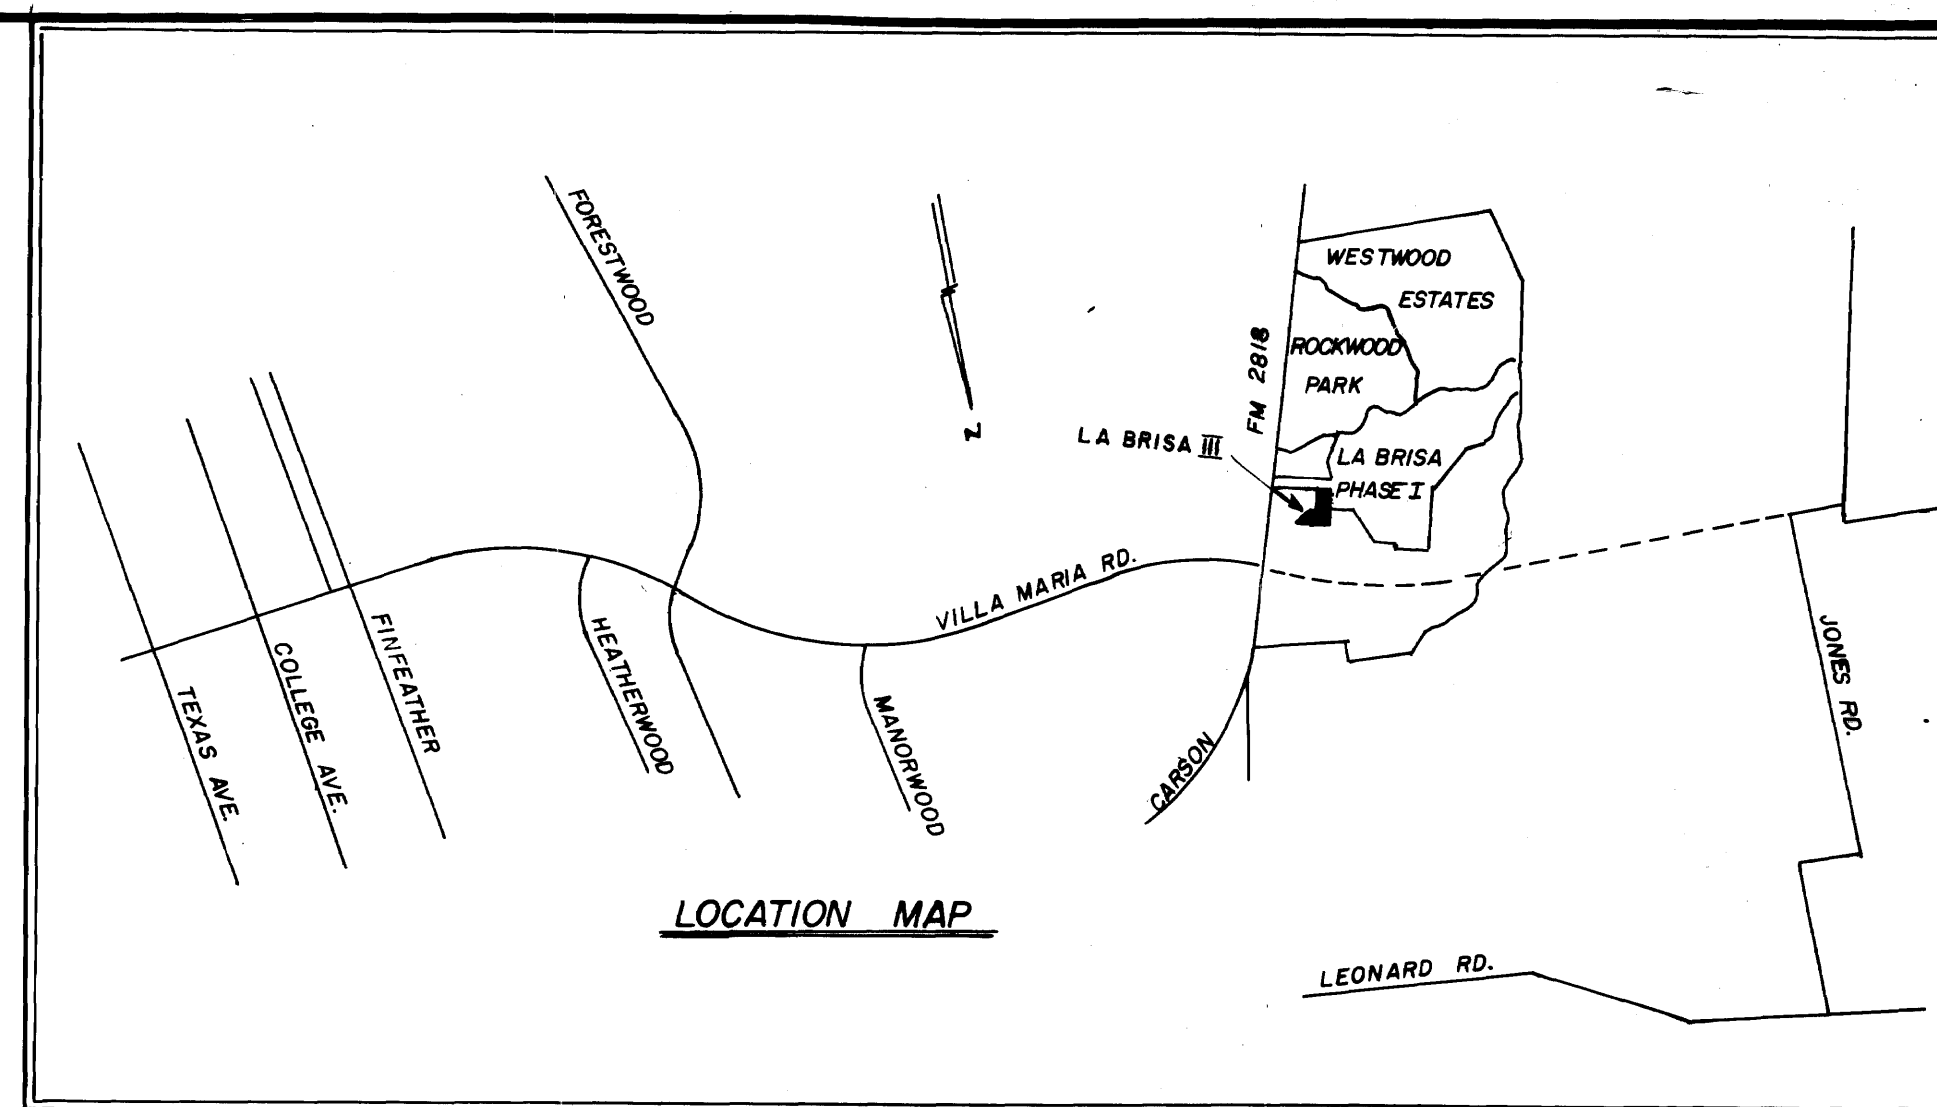 FORESTWOOD
WESTWOOD
ESTATES
ROCKWOOD
PARK
FM 2818
LA BRISA III
LA BRISA
PHASE I
N
VILLA MARIA RD.
FINFEATHER
HEATHERWOOD
COLLEGE AVE.
TEXAS AVE.
MANORWOOD
CARSON
JONES RD.
LOCATION MAP
LEONARD RD.